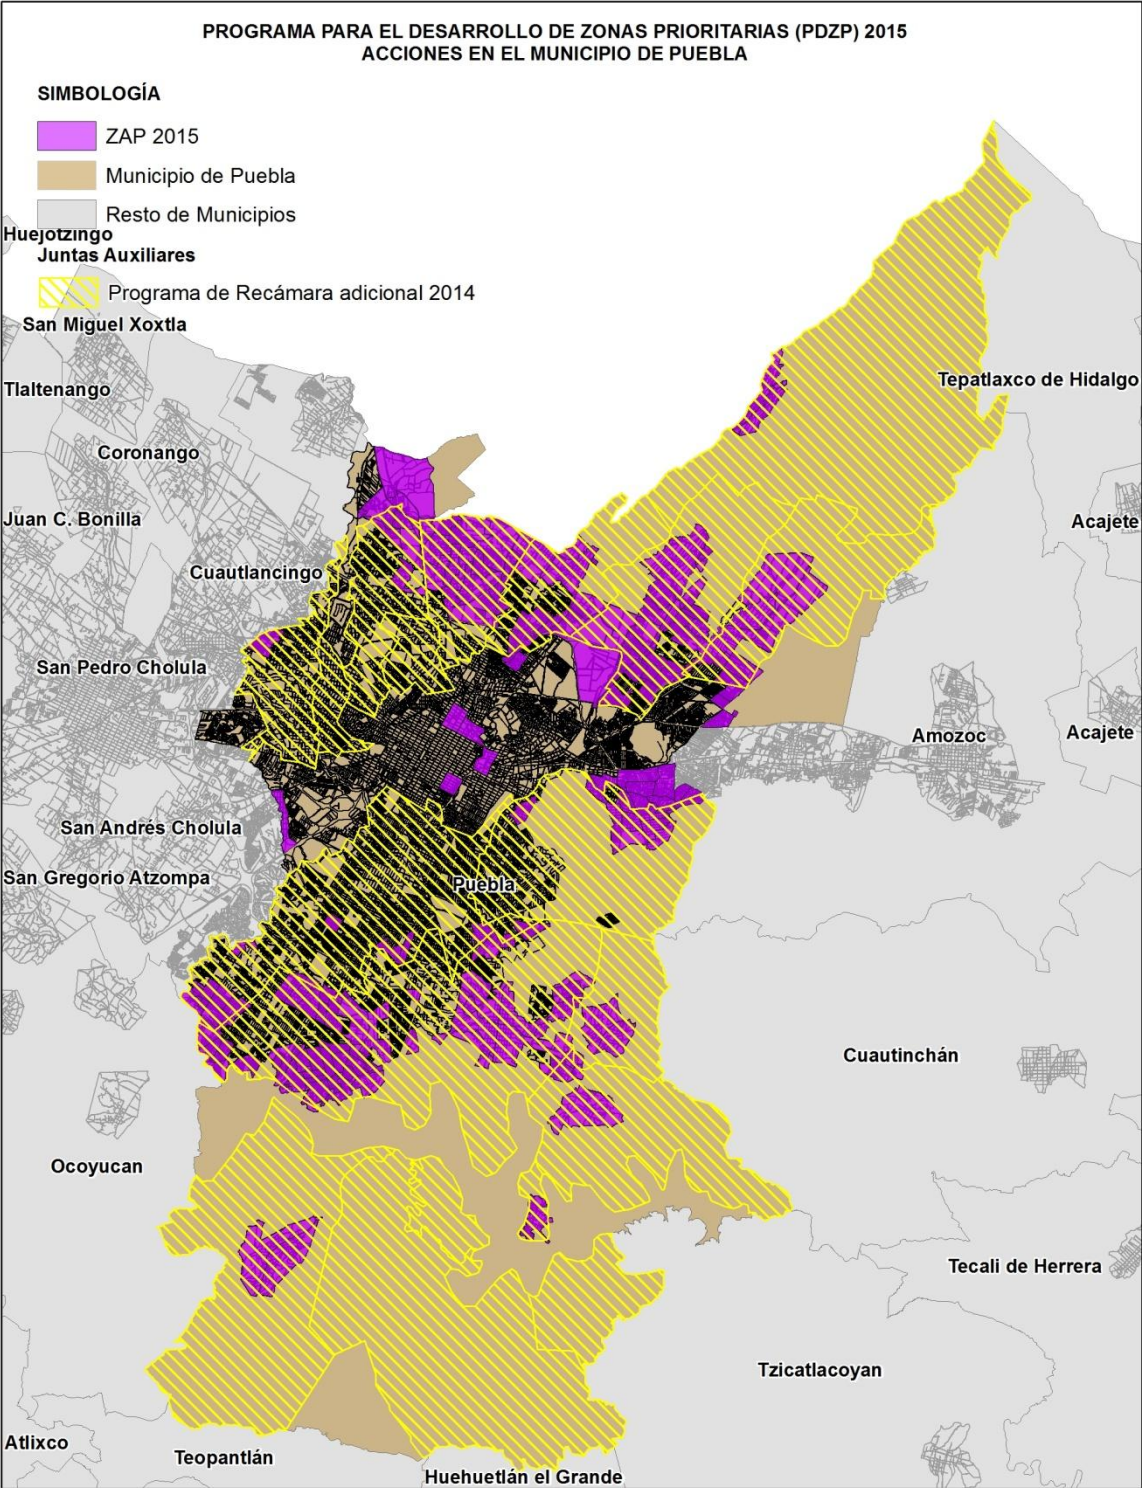 PROGRAMA PARA EL DESARROLLO DE ZONAS PRIORITARIAS (PDZP) 2015
ACCIONES EN EL MUNICIPIO DE PUEBLA
SIMBOLOGÍA
ZAP 2015
Municipio de Puebla
Resto de Municipios
Huejotzingo
Juntas Auxiliares
Programa de Recámara adicional 2014
San Miguel Xoxtla
Tlaltenango
Tepatlaxco de Hidalgo
Coronango
Juan C. Bonilla
Acajete
Cuautlancingo
San Pedro Cholula
Amozoc
Acajete
San Andrés Cholula
San Gregorio Atzompa
Puebla
Cuautinchán
Ocoyucan
Tecali de Herrera
Tzicatlacoyan
Atlixco
Teopantlán
Huehuetlán el Grande